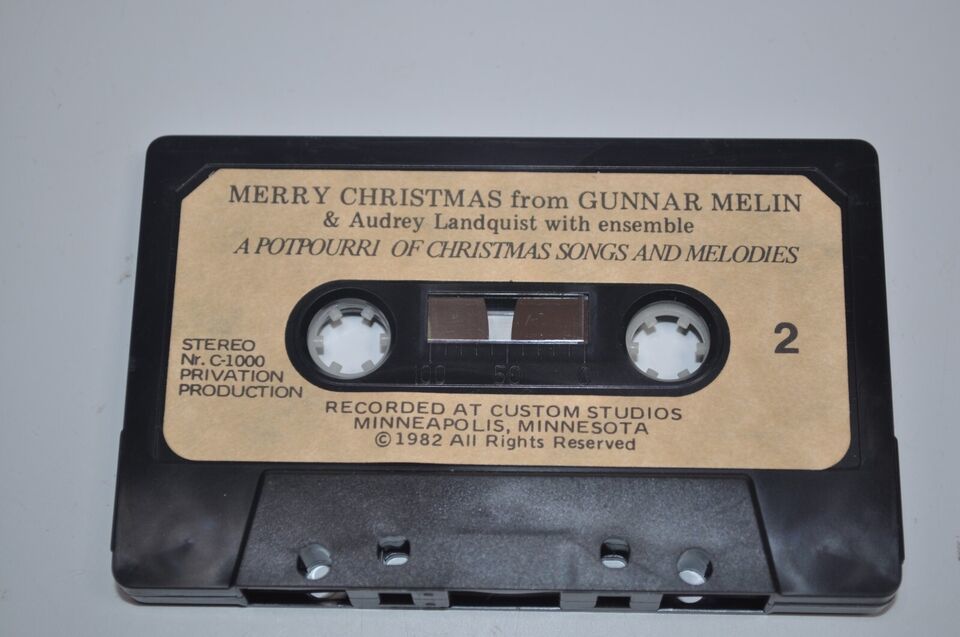 MERRY CHRISTMAS from GUNNAR MELIN
& Audrey Landquist with ensemble
A POTPOURRI OF CHRISTMAS SONGS AND MELODIES
2
STEREO
Nr. C-1000
PRIVATION
PRODUCTION
100 50 0
RECORDED AT CUSTOM STUDIOS
MINNEAPOLIS, MINNESOTA
©1982 All Rights Reserved